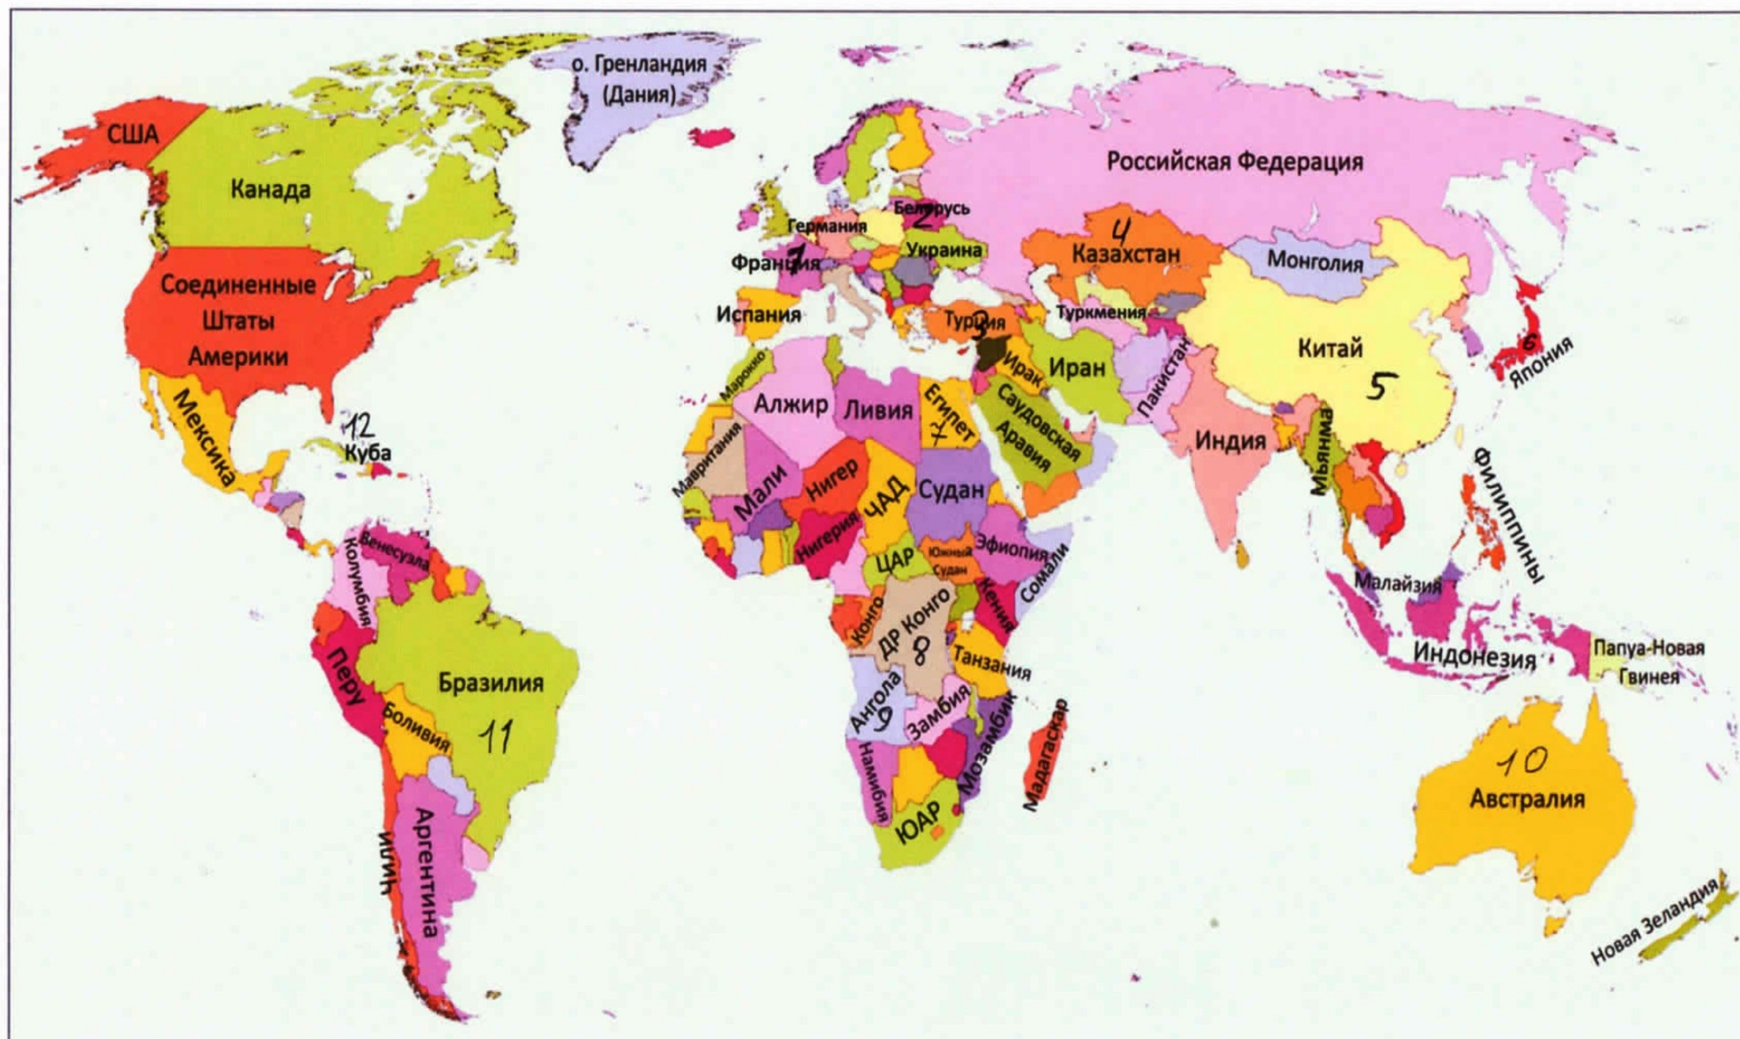 о. Гренландия
(Дания)
США
Канада
Соединенные
Штаты
Америки
Мексика
12
Куба
Венесуэла
Колумбия
Перу
Бразилия
11
Боливия
Чили
Аргентина
Российская Федерация
Беларусь
2
Германия
Украина
Франция
1
Испания
4
Казахстан
Монголия
Туркмения
Турция
3
Китай
5
6
Япония
Ирак
Иран
Пакистан
Саудовская
Аравия
Индия
Мьянма
Филиппины
Малайзия
Индонезия
Папуа-Новая
Гвинея
Марокко
Алжир
Ливия
Египет
7
Мавритания
Мали
Нигер
ЧАД
Судан
Нигерия
ЦАР
Южный
Судан
Эфиопия
Сомали
Кения
Конго
ДР Конго
8
Танзания
Ангола
9
Замбия
Мозамбик
Мадагаскар
Намибия
ЮАР
10
Австралия
Новая Зеландия